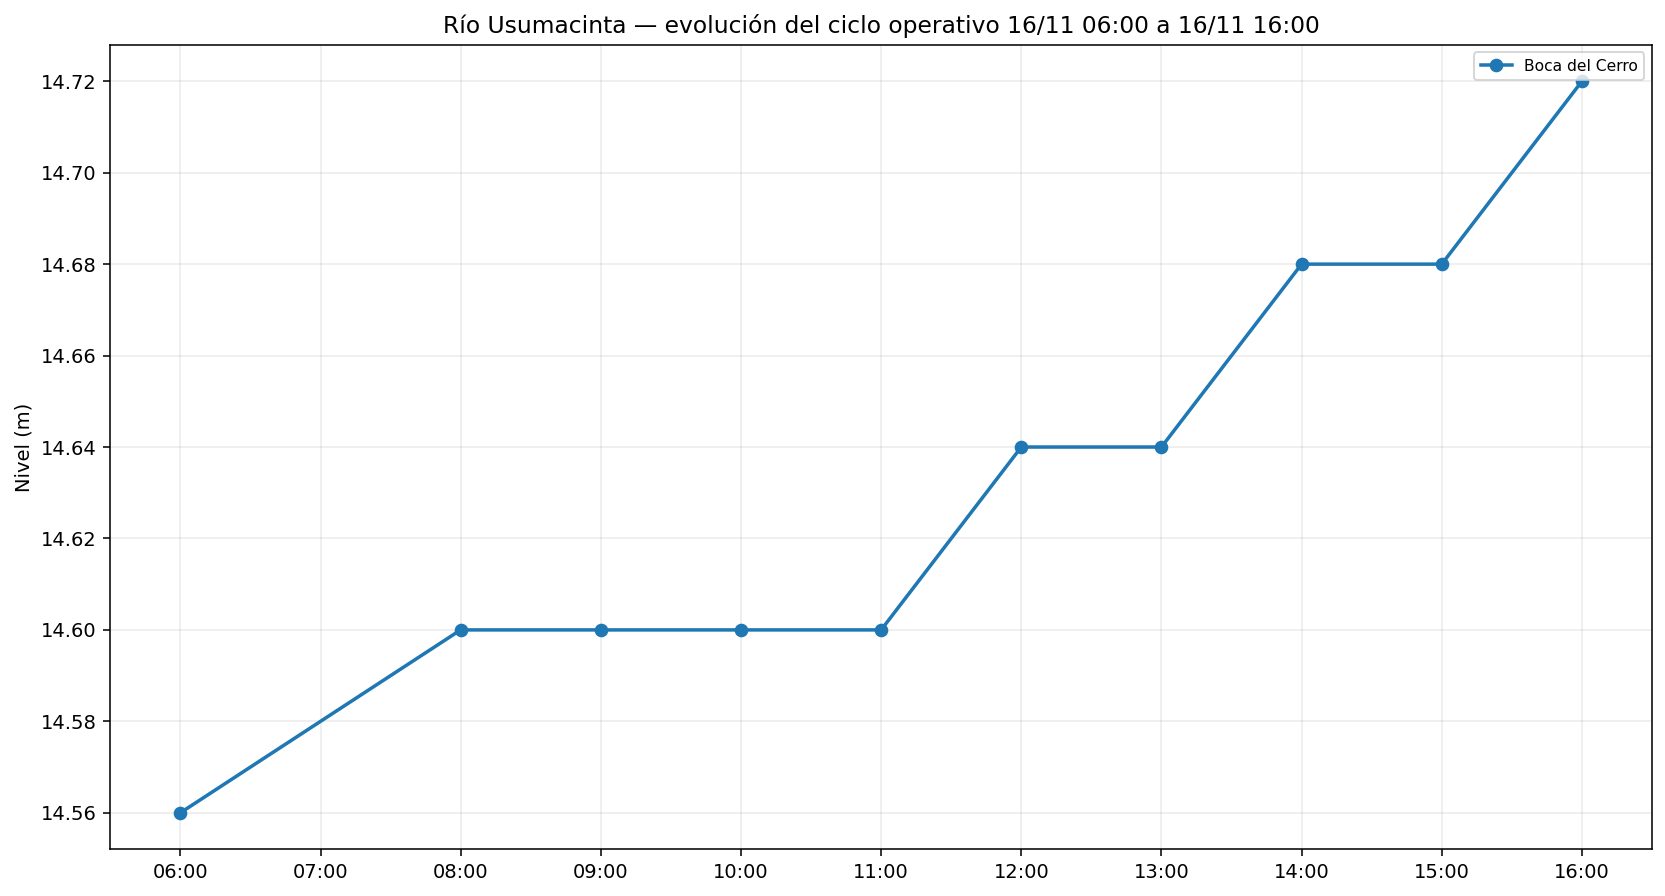 Río Usumacinta — evolución del ciclo operativo 16/11 06:00 a 16/11 16:00
Boca del Cerro
Nivel (m)
14.72
14.70
14.68
14.66
14.64
14.62
14.60
14.58
14.56
06:00 07:00 08:00 09:00 10:00 11:00 12:00 13:00 14:00 15:00 16:00